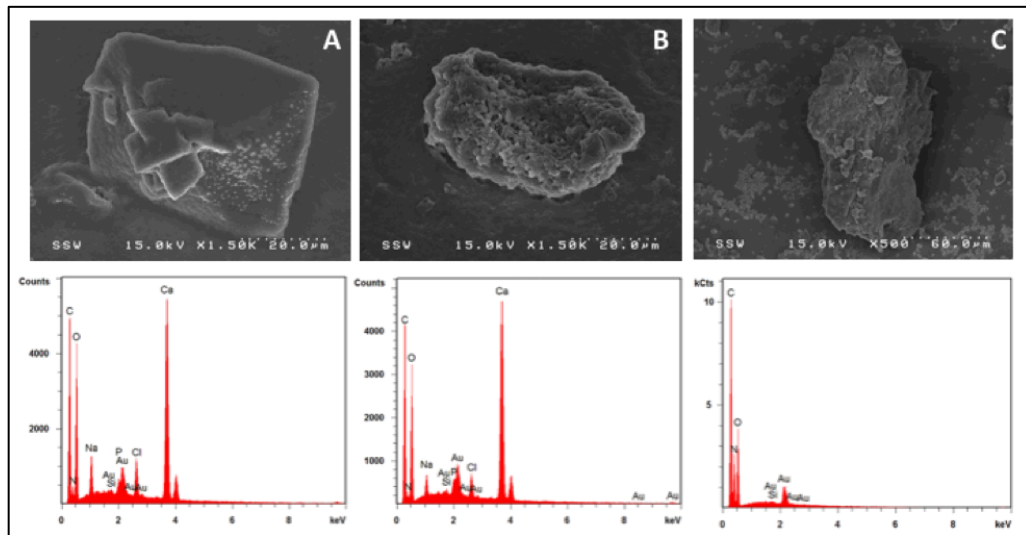 A
SSW 15.0kV X1.50K 20.0µm
B
SSW 15.0kV X1.50K 20.0µm
C
SSW 15.0kV X500 60.0µm
Counts
4000
2000
C
O
N
Na
Au
Si
P
Au
Au
Cl
Au
Ca
0 2 4 6 8
keV
Counts
4000
3000
2000
1000
C
O
N
Na
Au
Si
Au
P
Au
Cl
Au
Ca
Au
Au
0 2 4 6 8
keV
kCts
10
5
C
N
O
Au
Si
Au
Au
Au
0 2 4 6 8
keV